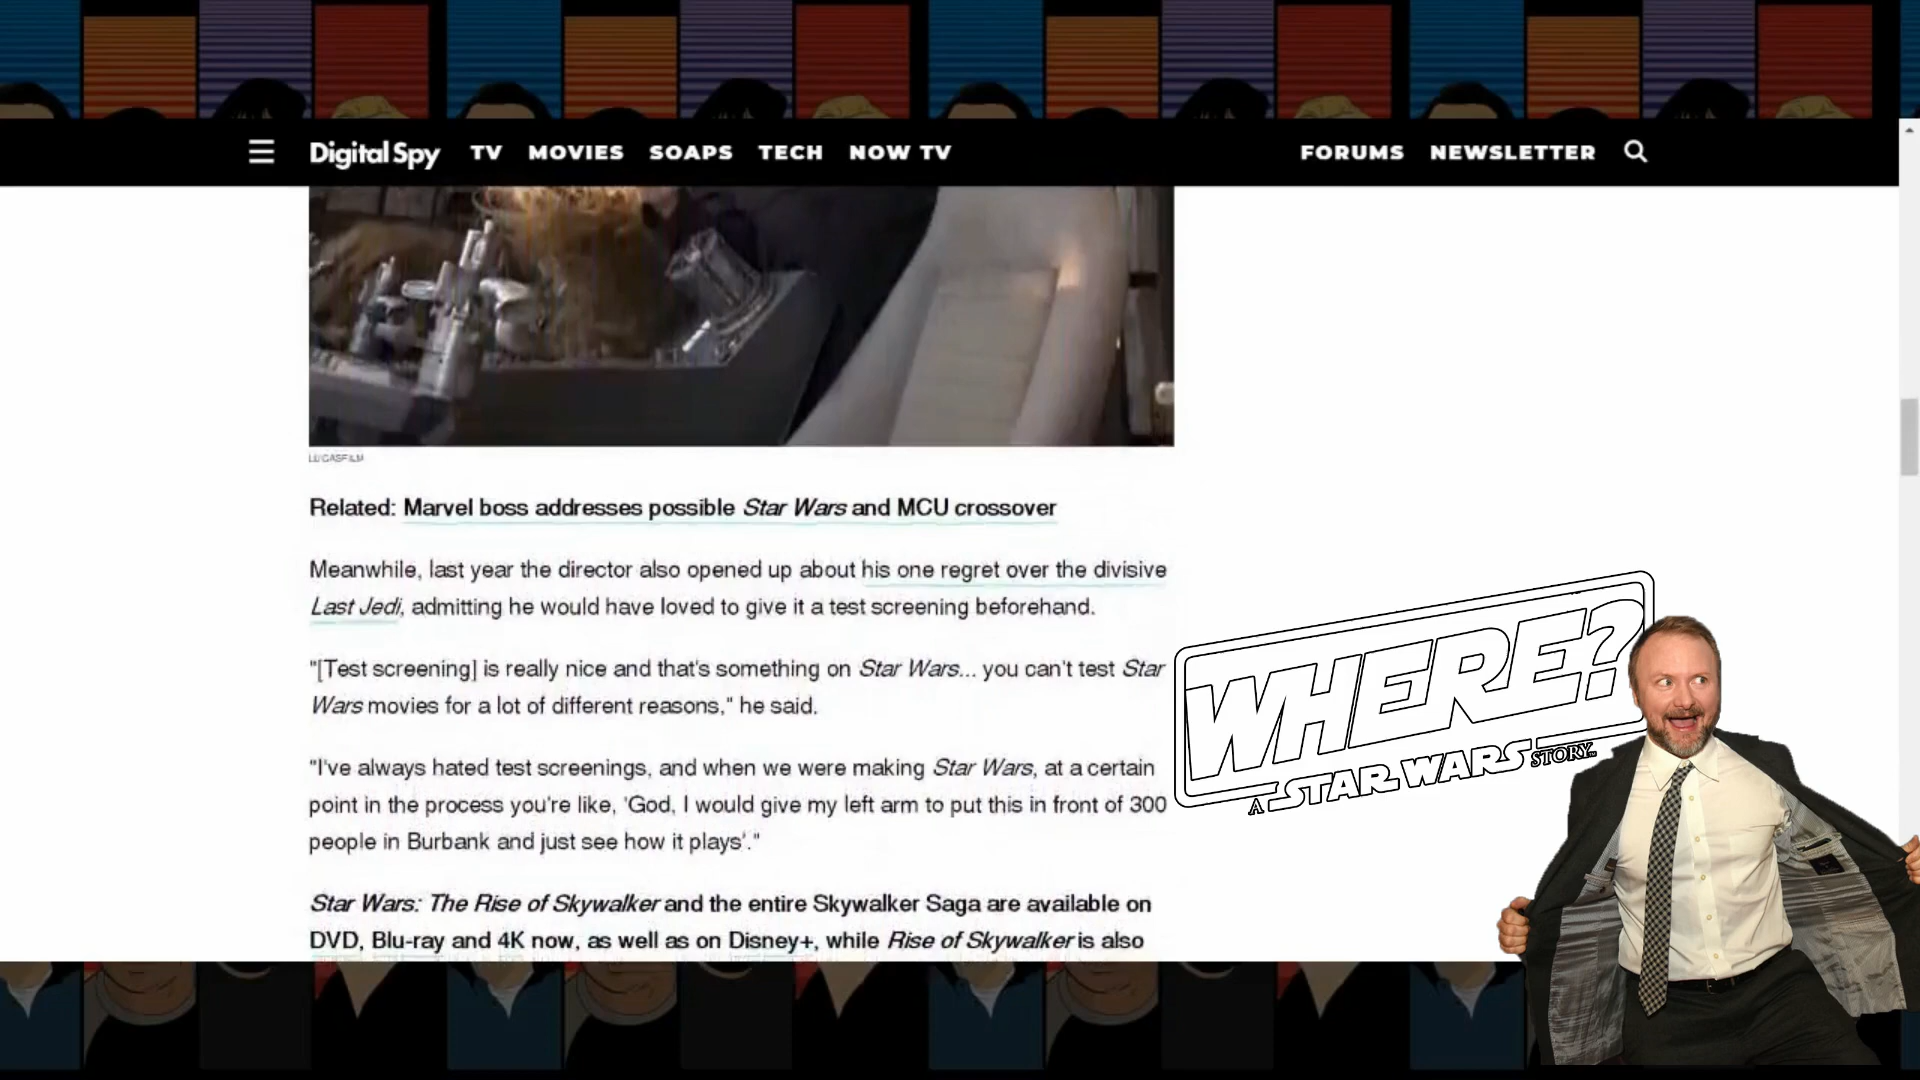 Digital Spy TV MOVIES SOAPS TECH NOW TV FORUMS NEWSLETTER
LUCASFILM
Related: Marvel boss addresses possible Star Wars and MCU crossover
Meanwhile, last year the director also opened up about his one regret over the divisive
Last Jedi, admitting he would have loved to give it a test screening beforehand.
"[Test screening] is really nice and that's something on Star Wars... you can't test Star
Wars movies for a lot of different reasons," he said.
"I've always hated test screenings, and when we were making Star Wars, at a certain
point in the process you're like, 'God, I would give my left arm to put this in front of 300
people in Burbank and just see how it plays'."
Star Wars: The Rise of Skywalker and the entire Skywalker Saga are available on
DVD, Blu-ray and 4K now, as well as on Disney+, while Rise of Skywalker is also
WHERE?
A STAR WARS STORY™